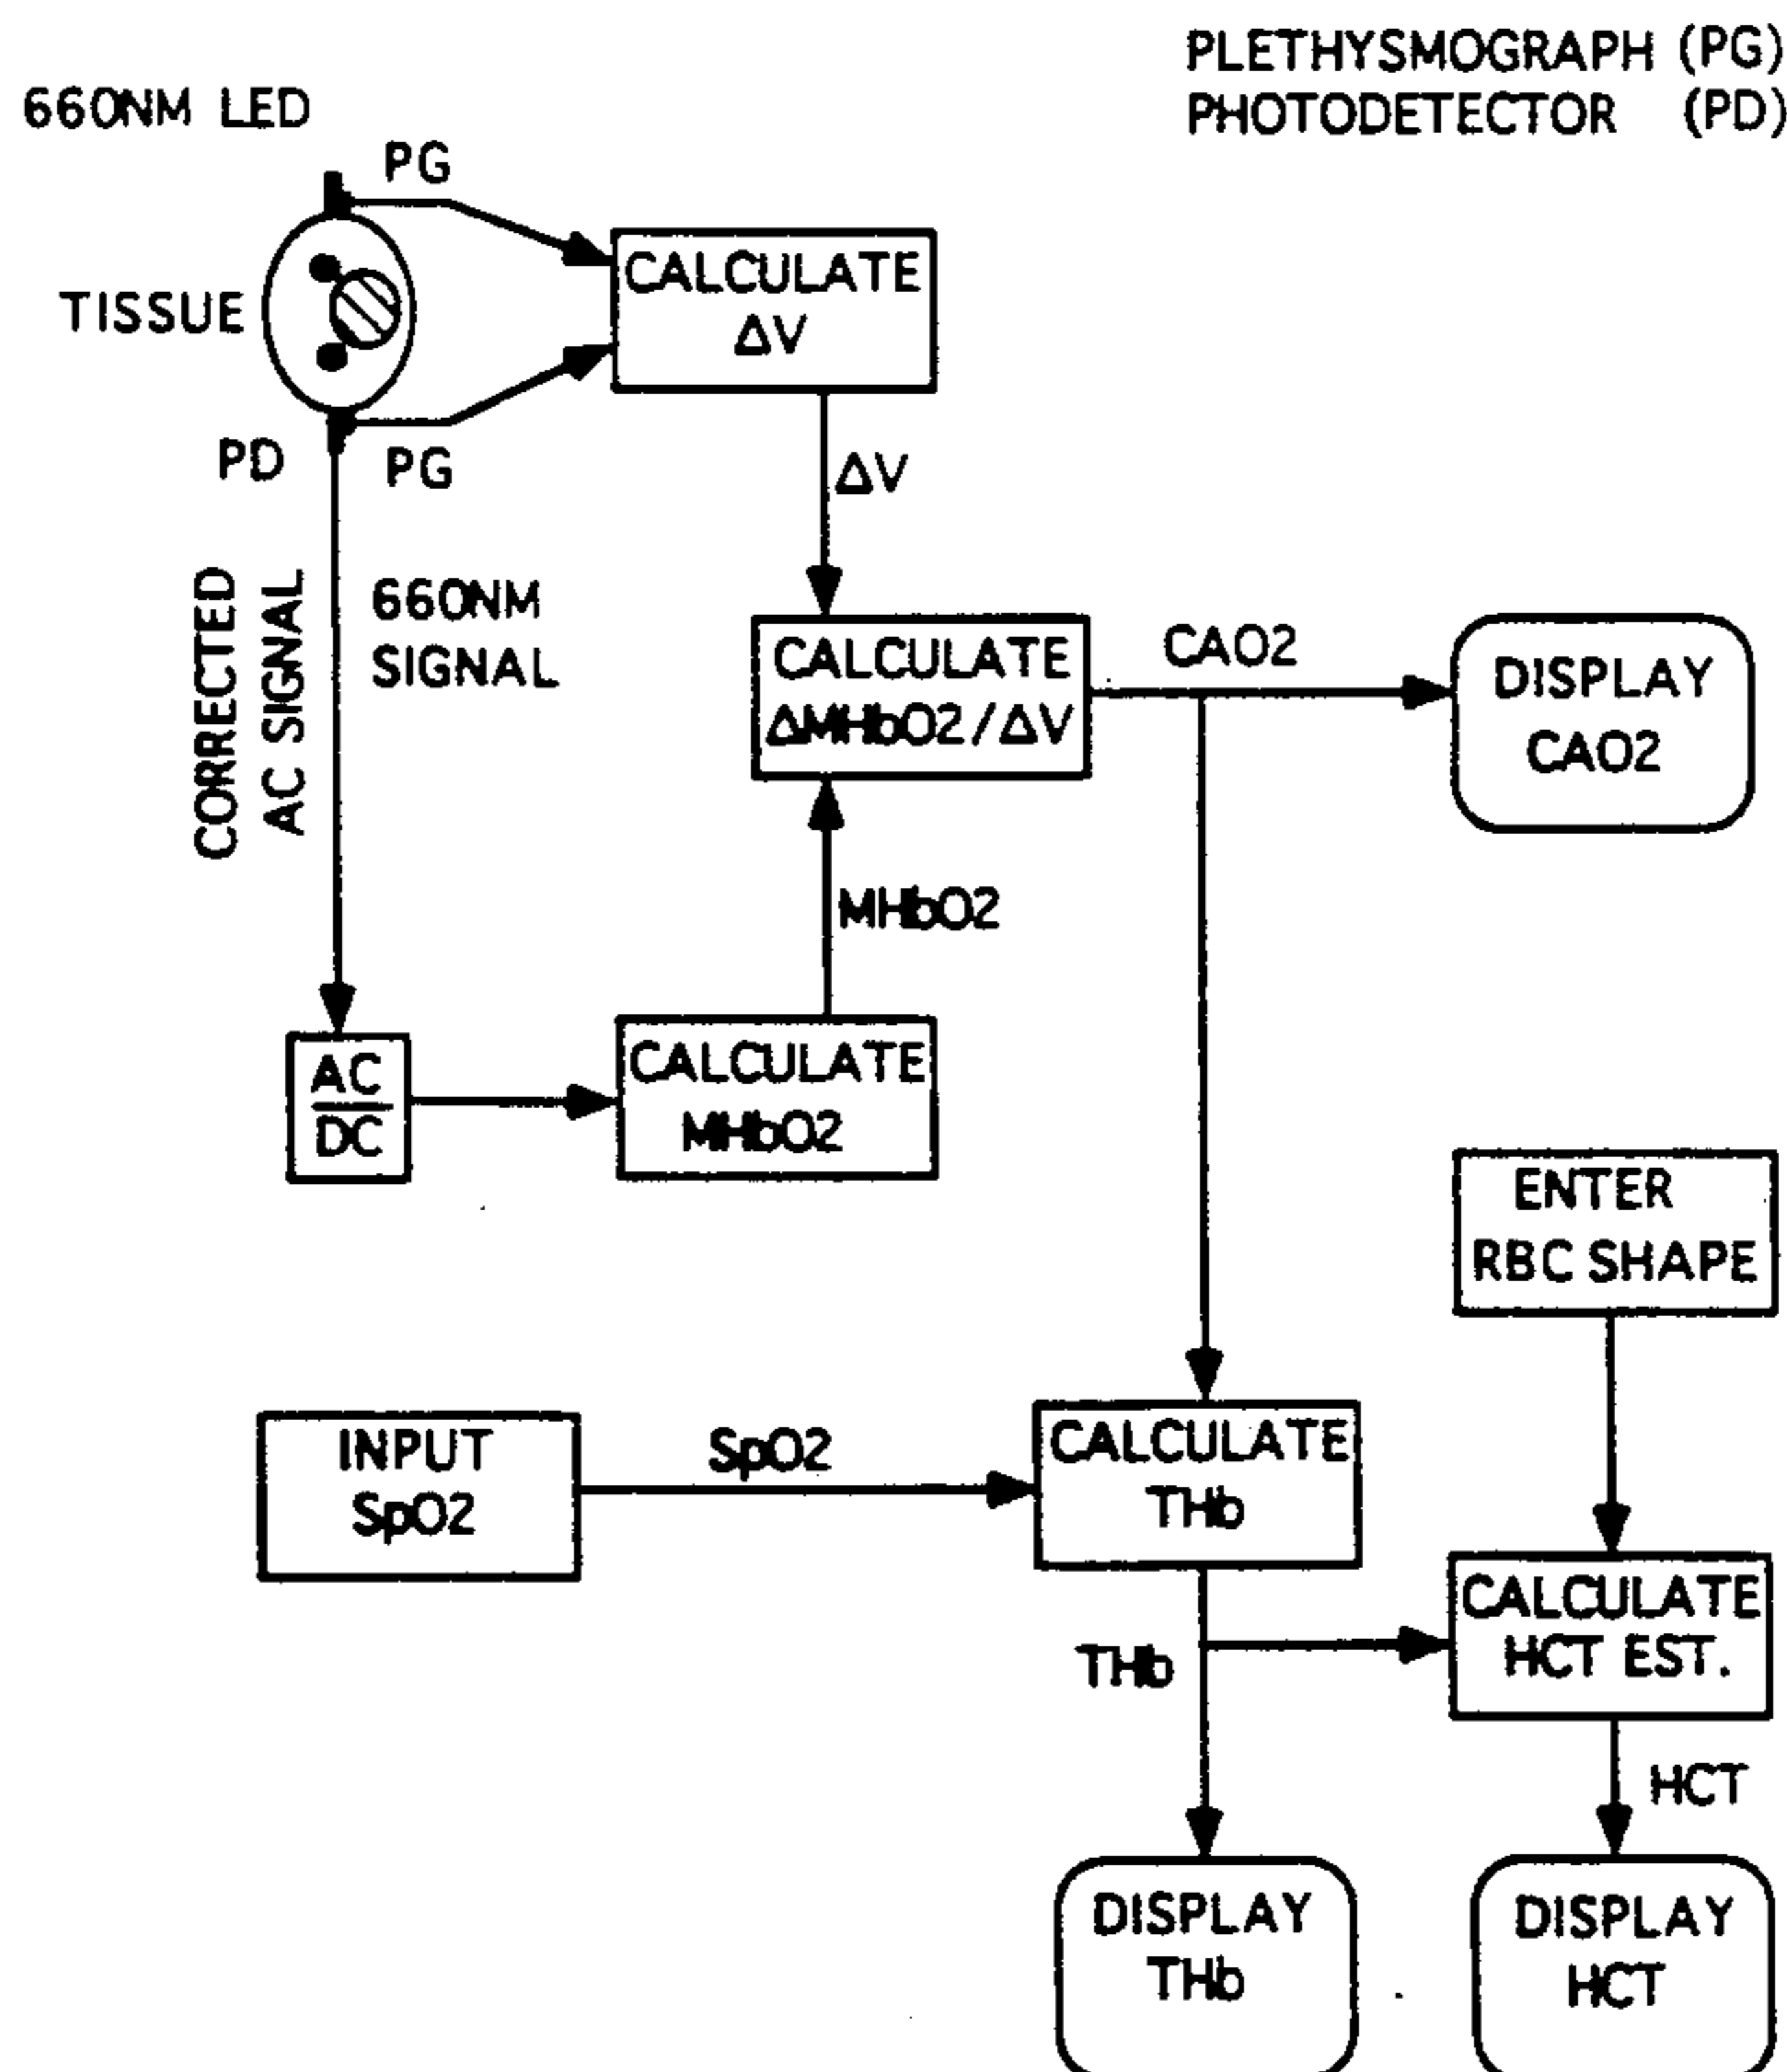 PLETHYSMOGRAPH (PG)
PHOTODETECTOR (PD)
660NM LED
PG
TISSUE
CALCULATE
ΔV
PD
PG
ΔV
CORRECTED
AC SIGNAL
660NM
SIGNAL
CALCULATE
ΔMHbO2/ΔV
CAO2
DISPLAY
CAO2
MHbO2
AC
DC
CALCULATE
MHbO2
ENTER
RBC SHAPE
INPUT
SpO2
SpO2
CALCULATE
THb
THb
CALCULATE
HCT EST.
HCT
DISPLAY
THb
DISPLAY
HCT